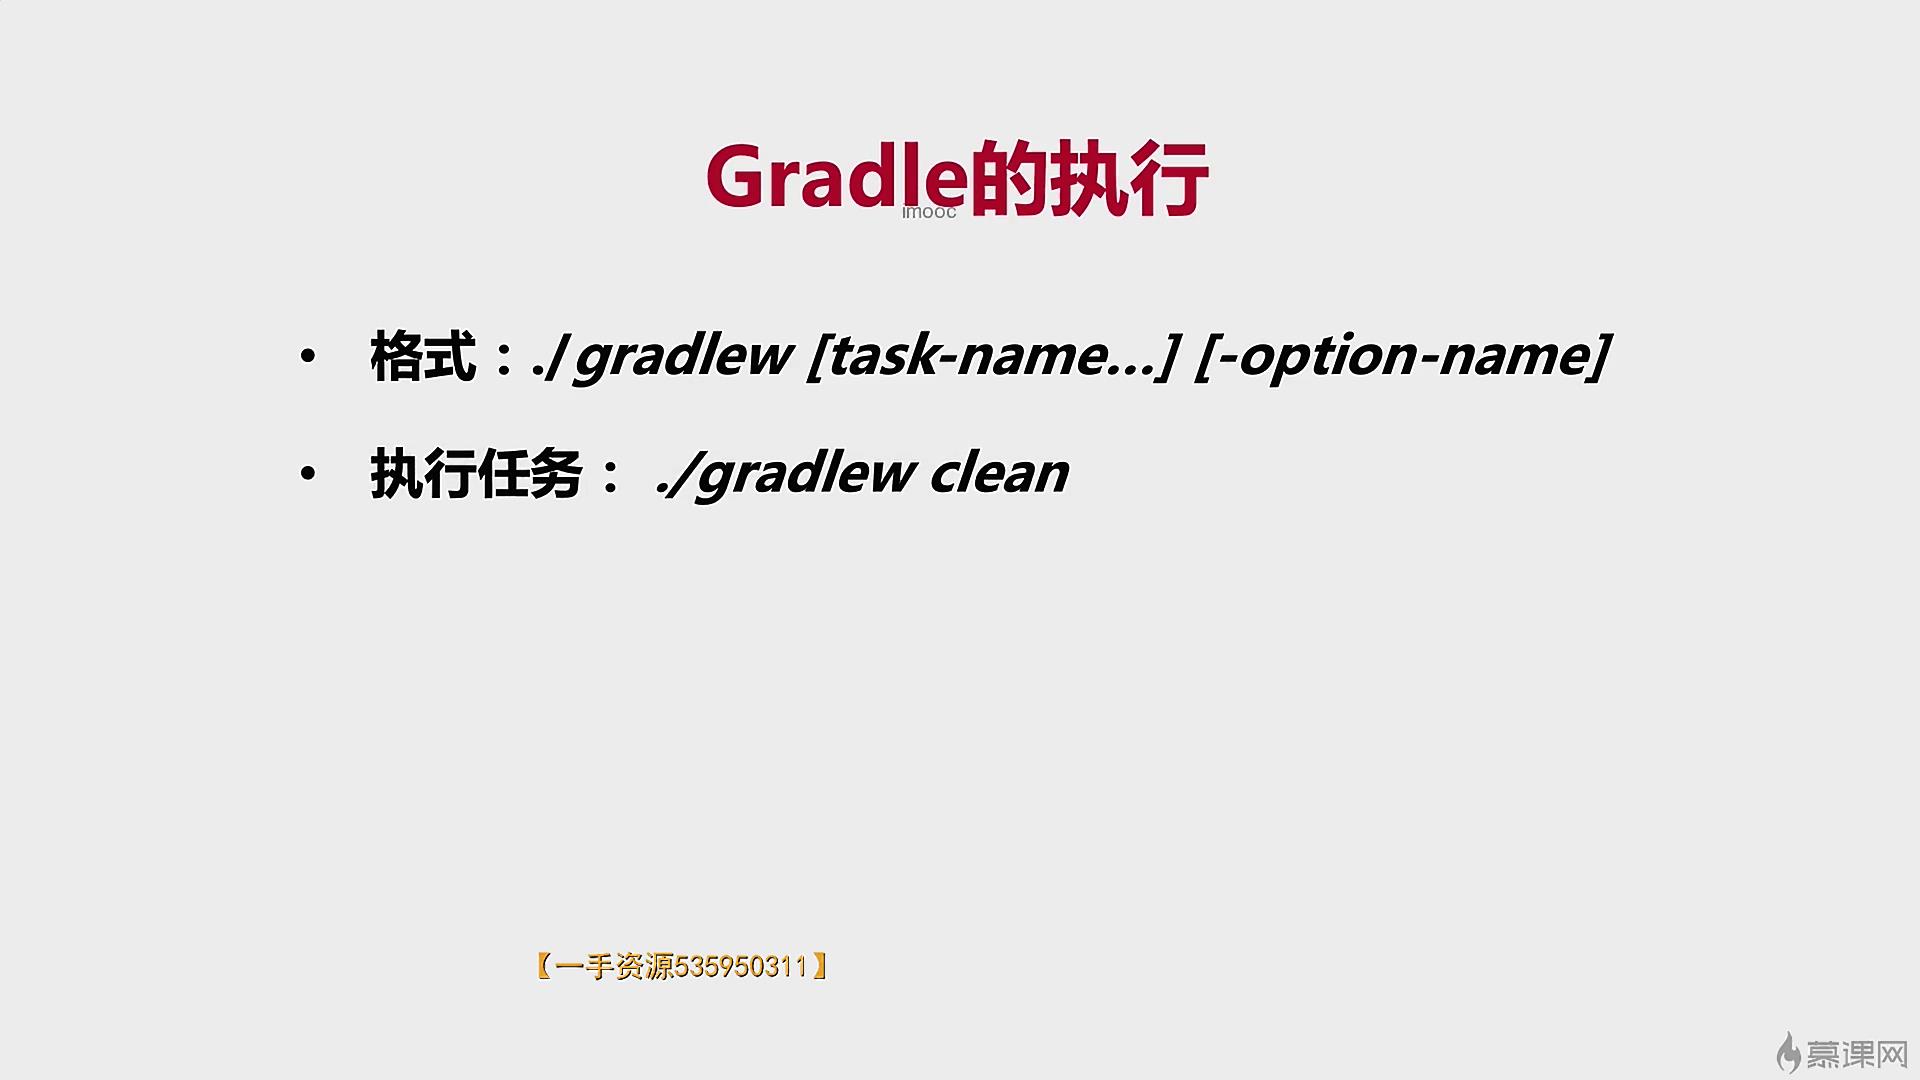 Gradle的执行
imooc
• 格式：./gradlew [task-name...] [-option-name]
• 执行任务： ./gradlew clean
【一手资源535950311】
慕课网